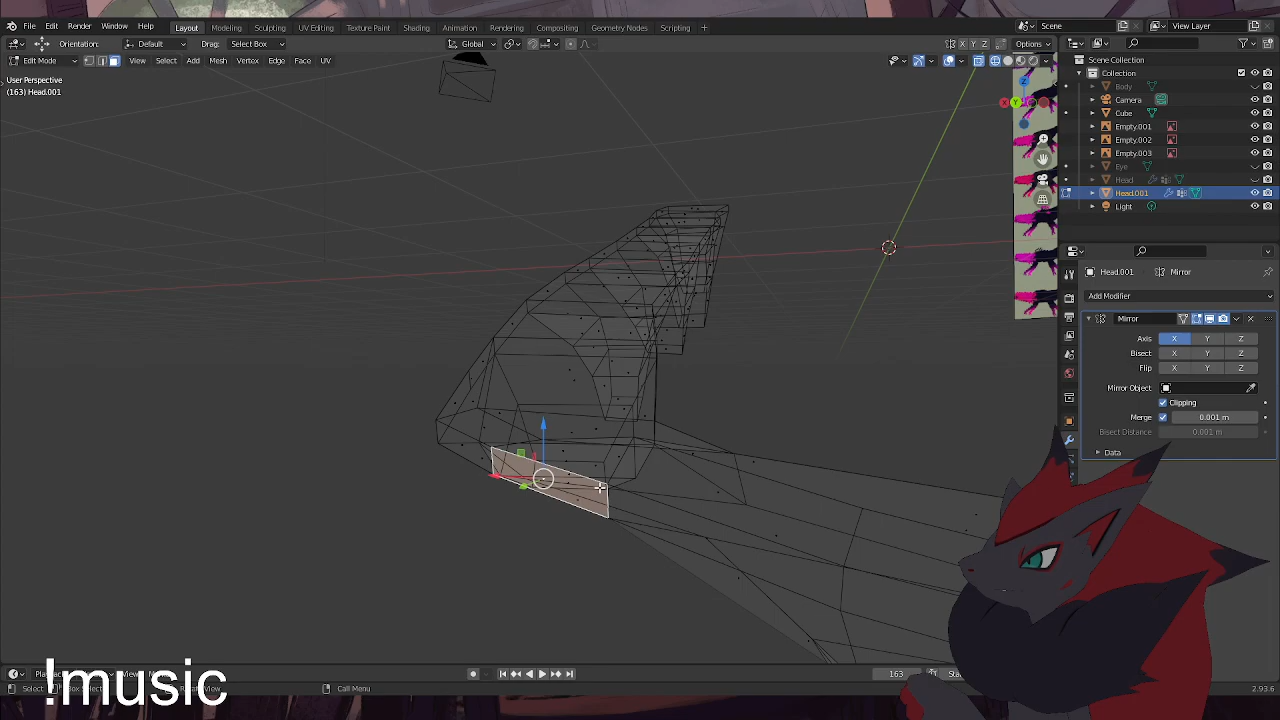 File Edit Render Window Help Layout Modeling Sculpting UV Editing Texture Paint Shading Animation Rendering Compositing Geometry Nodes Scripting + Scene View Layer
Orientation: Default Drag: Select Box Global X Y Z Options
Edit Mode View Select Add Mesh Vertex Edge Face UV
User Perspective
(163) Head.001
Scene Collection
Collection
Body
Camera
Cube
Empty.001
Empty.002
Empty.003
Eye
Head
Head.001
Light
Head.001 Mirror
Add Modifier
Mirror
Axis X Y Z
Bisect X Y Z
Flip X Y Z
Mirror Object
Clipping
Merge 0.001 m
Bisect Distance 0.001 m
Data
!music
163
Select
Call Menu
2.93.6